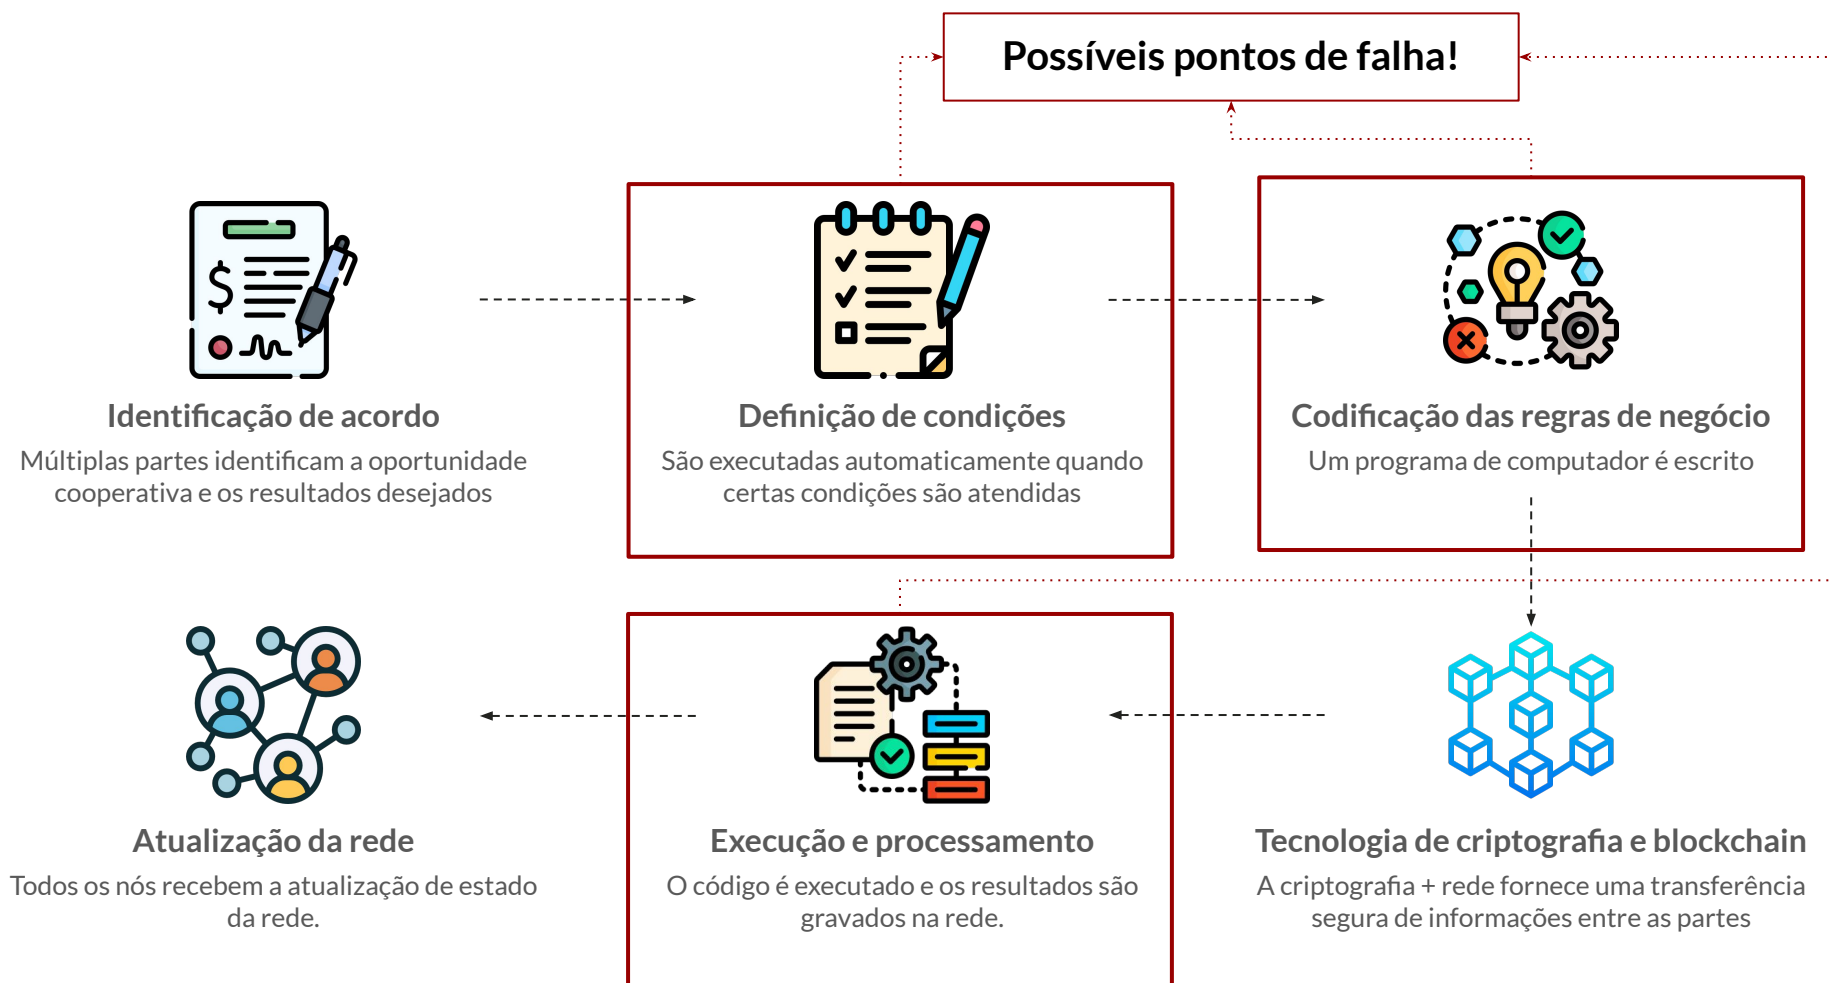 Possíveis pontos de falha!
Identificação de acordo
Múltiplas partes identificam a oportunidade
cooperativa e os resultados desejados
Definição de condições
São executadas automaticamente quando
certas condições são atendidas
Codificação das regras de negócio
Um programa de computador é escrito
Atualização da rede
Todos os nós recebem a atualização de estado
da rede.
Execução e processamento
O código é executado e os resultados são
gravados na rede.
Tecnologia de criptografia e blockchain
A criptografia + rede fornece uma transferência
segura de informações entre as partes